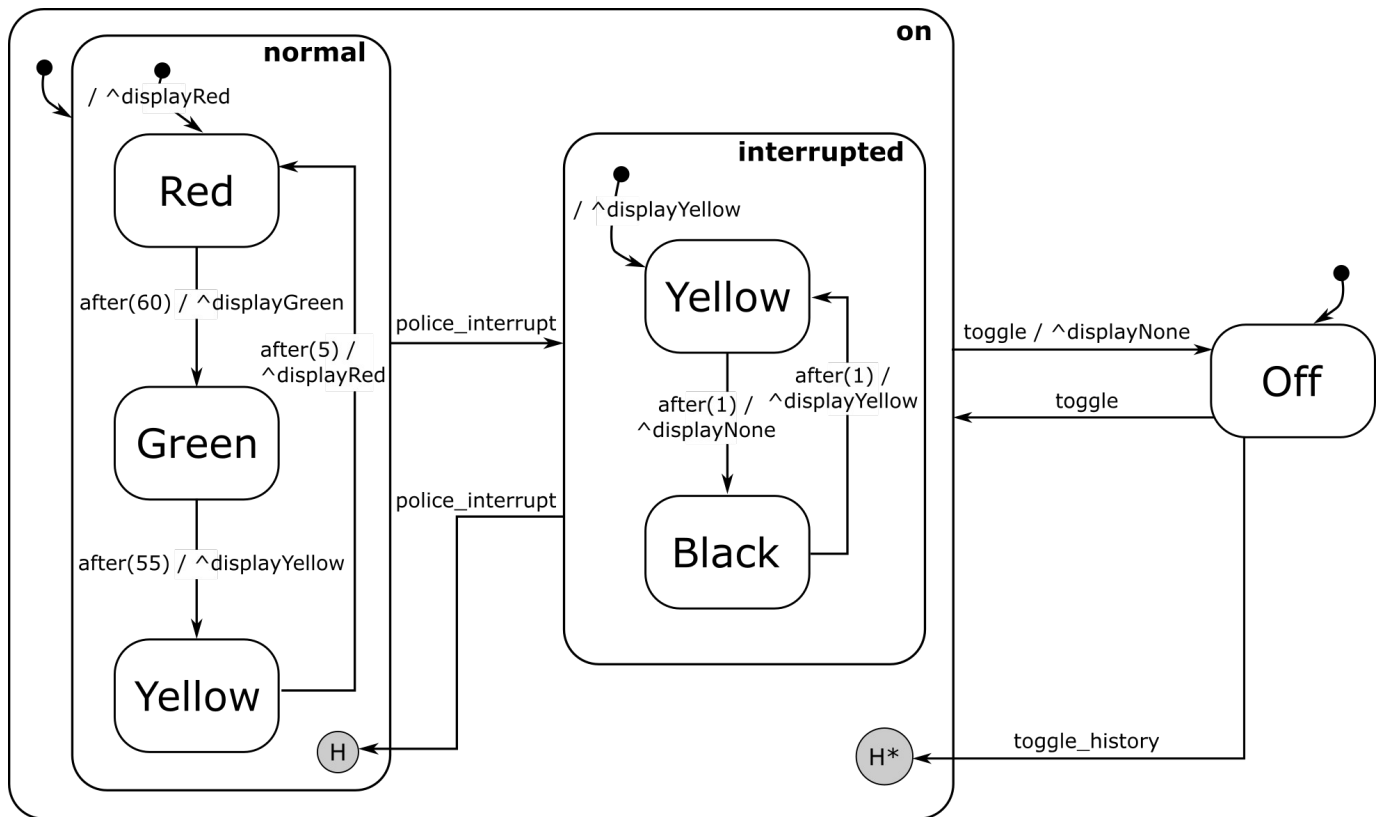 on
normal
/ ^displayRed
Red
after(60) / ^displayGreen
after(5) /
^displayRed
Green
after(55) / ^displayYellow
Yellow
H
police_interrupt
police_interrupt
interrupted
/ ^displayYellow
Yellow
after(1) /
^displayNone
after(1) /
^displayYellow
Black
H*
toggle / ^displayNone
toggle
Off
toggle_history